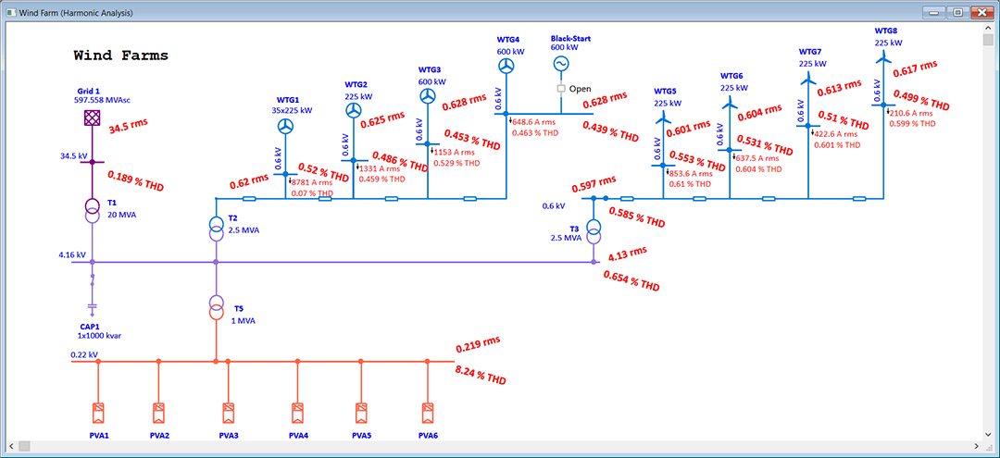 Wind Farm (Harmonic Analysis)
Wind Farms
Grid 1
597.558 MVAsc
34.5 rms
34.5 kV
0.189 % THD
T1
20 MVA
4.16 kV
CAP1
1x1000 kvar
WTG1
35x225 kW
0.6 kV
0.62 rms
0.52 % THD
8781 A rms
0.07 % THD
T2
2.5 MVA
WTG2
225 kW
0.6 kV
0.625 rms
0.486 % THD
1331 A rms
0.459 % THD
WTG3
600 kW
0.6 kV
0.628 rms
0.453 % THD
1153 A rms
0.529 % THD
WTG4
600 kW
0.6 kV
648.6 A rms
0.463 % THD
Black-Start
600 kW
Open
0.628 rms
0.439 % THD
WTG5
225 kW
0.6 kV
0.601 rms
0.553 % THD
853.6 A rms
0.61 % THD
WTG6
225 kW
0.6 kV
0.604 rms
0.531 % THD
637.5 A rms
0.604 % THD
WTG7
225 kW
0.6 kV
0.613 rms
0.51 % THD
422.6 A rms
0.601 % THD
WTG8
225 kW
0.6 kV
0.617 rms
0.499 % THD
210.6 A rms
0.599 % THD
0.597 rms
0.6 kV
0.585 % THD
T3
2.5 MVA
4.13 rms
0.654 % THD
T5
1 MVA
0.22 kV
0.219 rms
8.24 % THD
PVA1
PVA2
PVA3
PVA4
PVA5
PVA6